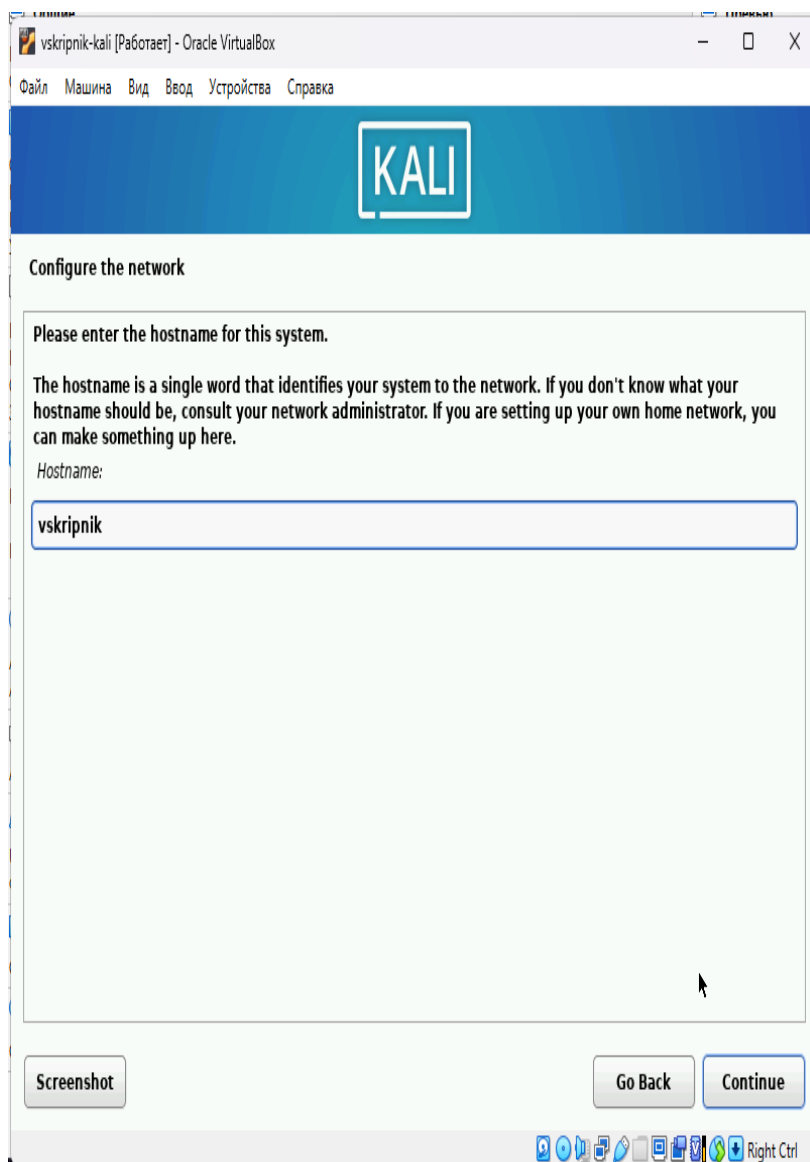 Общие
Превью
vskripnik-kali [Работает] - Oracle VirtualBox
Файл Машина Вид Ввод Устройства Справка
KALI
Configure the network
Please enter the hostname for this system.
The hostname is a single word that identifies your system to the network. If you don't know what your
hostname should be, consult your network administrator. If you are setting up your own home network, you
can make something up here.
Hostname:
vskripnik
Screenshot
Go Back
Continue
Right Ctrl